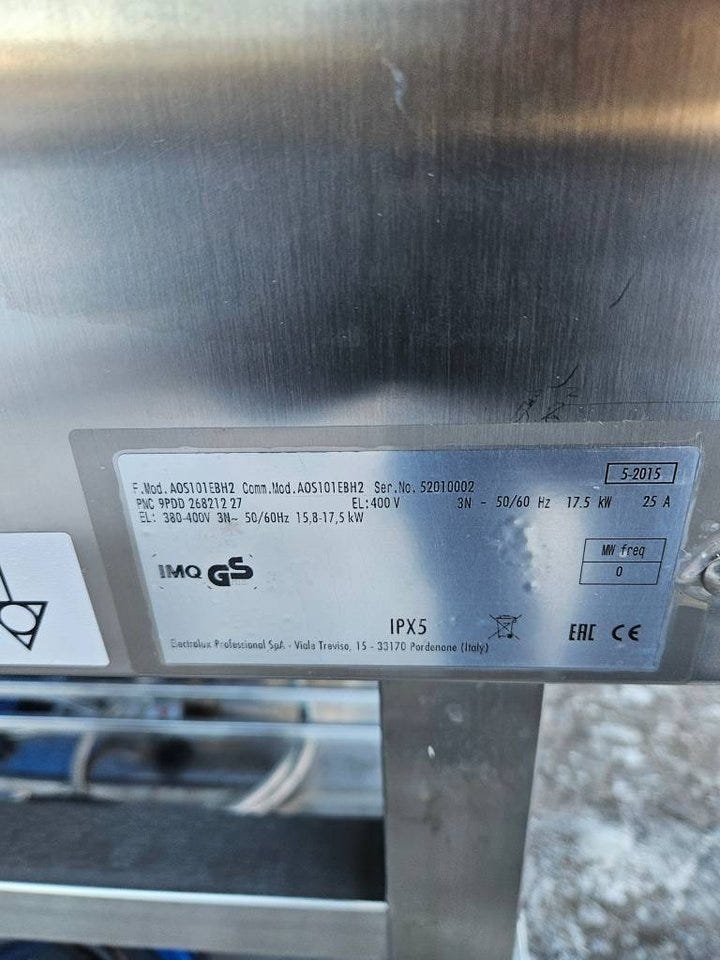 F.Mod. AOS101EBH2 Comm.Mod. AOS101EBH2 Ser.No. 52010002
5-2015
PNC 9PDD 268212 27 EL: 400 V 3N ~ 50/60 Hz 17.5 kW 25 A
EL: 380-400V 3N~ 50/60Hz 15,8-17,5 kW
MW freq
0
IMQ GS
IPX5
EAC CE
Electrolux Professional SpA - Viale Treviso, 15 - 33170 Pordenone (Italy)